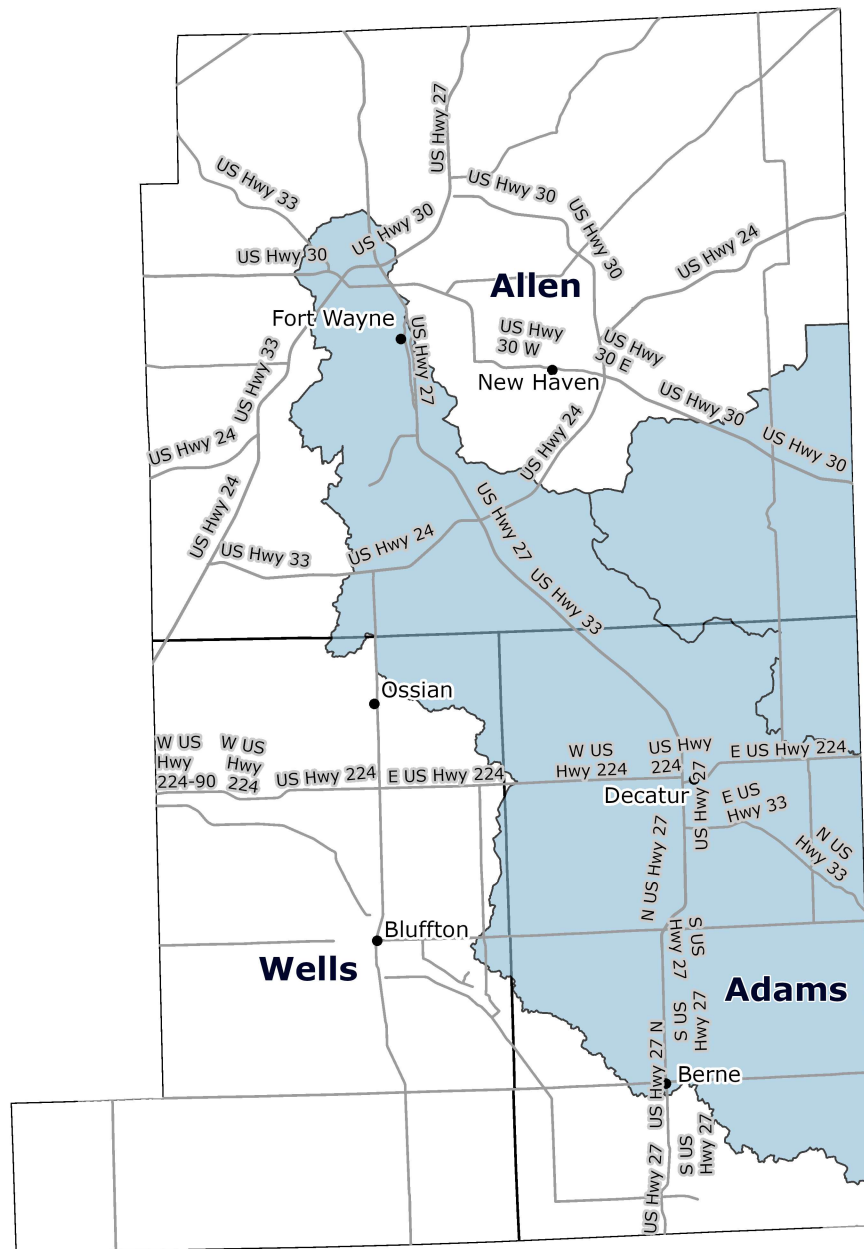 US Hwy 27
US Hwy 33
US Hwy 30
US Hwy 30
US Hwy 30
US Hwy 30
US Hwy 24
Allen
Fort Wayne
US Hwy 27
US Hwy
30 W
US Hwy
30 E
New Haven
US Hwy 33
US Hwy 30
US Hwy 30
US Hwy 24
US Hwy 24
US Hwy 24
US Hwy 27
US Hwy 33
US Hwy 24
US Hwy 33
Ossian
W US
Hwy
224-90
W US
Hwy
224
US Hwy 224
E US Hwy 224
W US
Hwy 224
US Hwy
224
E US Hwy 224
Decatur
US Hwy 27
E US
Hwy 33
N US Hwy 27
N US
Hwy 33
Bluffton
S US
Hwy 27
Wells
Adams
S US
Hwy 27
US Hwy 27 N
Berne
US Hwy 27
S US
Hwy 27